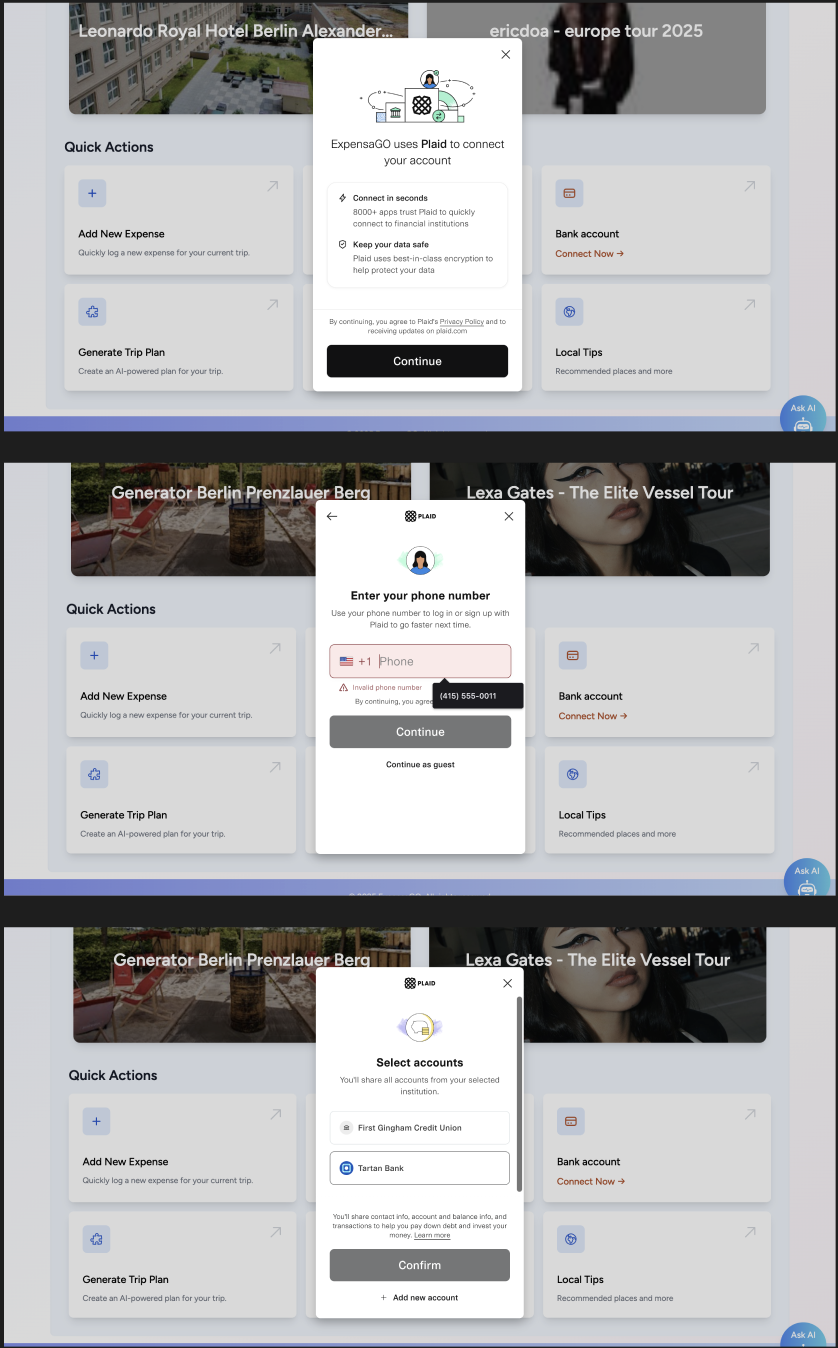 Leonardo Royal Hotel Berlin Alexander...
ericdoa - europe tour 2025
ExpensaGO uses Plaid to connect
your account
Connect in seconds
8000+ apps trust Plaid to quickly
connect to financial institutions
Keep your data safe
Plaid uses best-in-class encryption to
help protect your data
By continuing, you agree to Plaid's Privacy Policy and to
receiving updates on plaid.com
Continue
Quick Actions
Add New Expense
Quickly log a new expense for your current trip.
Bank account
Connect Now →
Generate Trip Plan
Create an AI-powered plan for your trip.
Local Tips
Recommended places and more
Ask AI
Generator Berlin Prenzlauer Berg
Lexa Gates - The Elite Vessel Tour
PLAID
Enter your phone number
Use your phone number to log in or sign up with
Plaid to go faster next time.
+1 Phone
Invalid phone number
(415) 555-0011
By continuing, you agree
Continue
Continue as guest
Quick Actions
Add New Expense
Quickly log a new expense for your current trip.
Bank account
Connect Now →
Generate Trip Plan
Create an AI-powered plan for your trip.
Local Tips
Recommended places and more
Ask AI
Generator Berlin Prenzlauer Berg
Lexa Gates - The Elite Vessel Tour
PLAID
Select accounts
You'll share all accounts from your selected
institution.
First Gingham Credit Union
Tartan Bank
You'll share contact info, account and balance info, and
transactions to help you pay down debt and invest your
money. Learn more
Confirm
+ Add new account
Quick Actions
Add New Expense
Quickly log a new expense for your current trip.
Bank account
Connect Now →
Generate Trip Plan
Create an AI-powered plan for your trip.
Local Tips
Recommended places and more
Ask AI